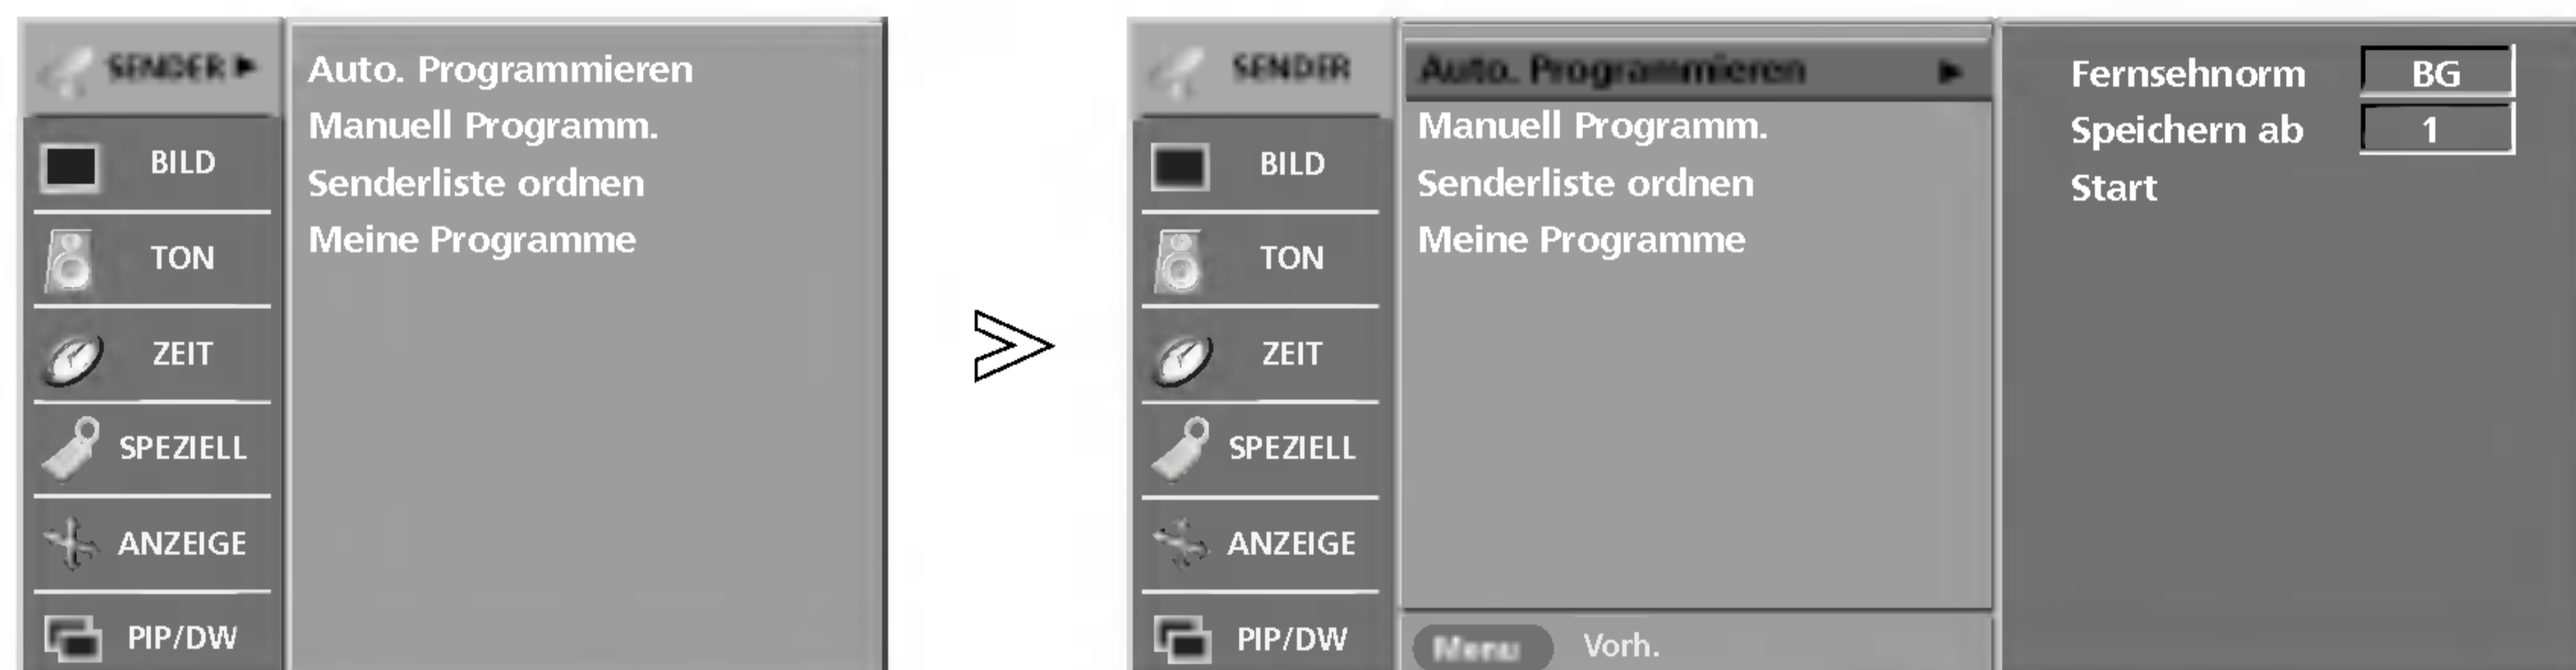 SENDER
BILD
TON
ZEIT
SPEZIELL
ANZEIGE
PIP/DW
Auto. Programmieren
Manuell Programm.
Senderliste ordnen
Meine Programme
SENDER
BILD
TON
ZEIT
SPEZIELL
ANZEIGE
PIP/DW
Auto. Programmieren
Manuell Programm.
Senderliste ordnen
Meine Programme
Menu Vorh.
Fernsehnorm BG
Speichern ab 1
Start